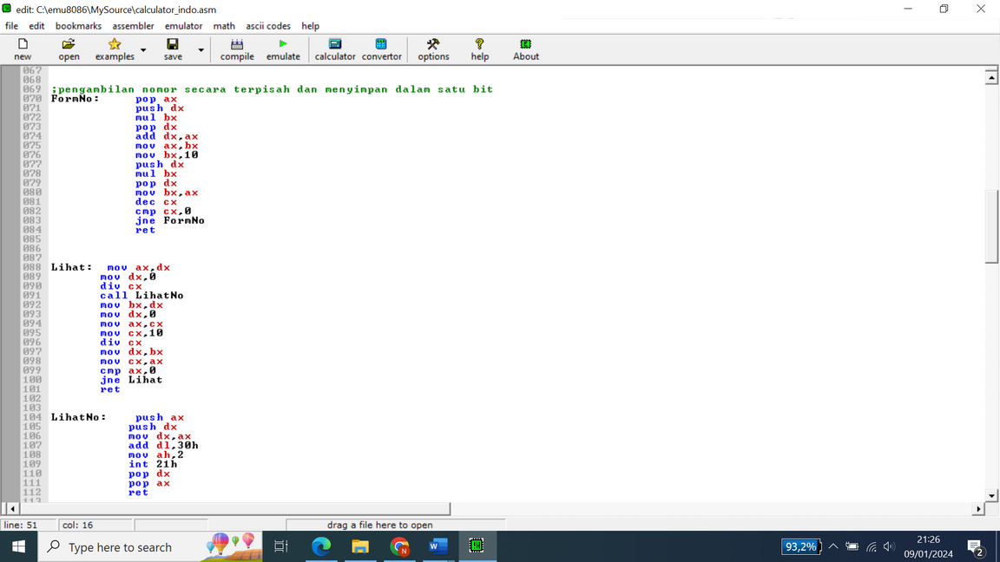 edit: C:\emu8086\MySource\calculator_indo.asm
file edit bookmarks assembler emulator math ascii codes help
new open examples save compile emulate calculator convertor options help About
067
068
069 ;pengambilan nomor secara terpisah dan menyimpan dalam satu bit
070 FormNo: pop ax
071 push dx
072 mul bx
073 pop dx
074 add dx,ax
075 mov ax,bx
076 mov bx,10
077 push dx
078 mul bx
079 pop dx
080 mov bx,ax
081 dec cx
082 cmp cx,0
083 jne FormNo
084 ret
085
086
087
088 Lihat: mov ax,dx
089 mov dx,0
090 div cx
091 call LihatNo
092 mov bx,dx
093 mov dx,0
094 mov ax,cx
095 mov cx,10
096 div cx
097 mov dx,bx
098 mov cx,ax
099 cmp ax,0
100 jne Lihat
101 ret
102
103
104 LihatNo: push ax
105 push dx
106 mov dx,ax
107 add dl,30h
108 mov ah,2
109 int 21h
110 pop dx
111 pop ax
112 ret
113
line: 51 col: 16 drag a file here to open
Type here to search
93,2%
21:26
09/01/2024
2